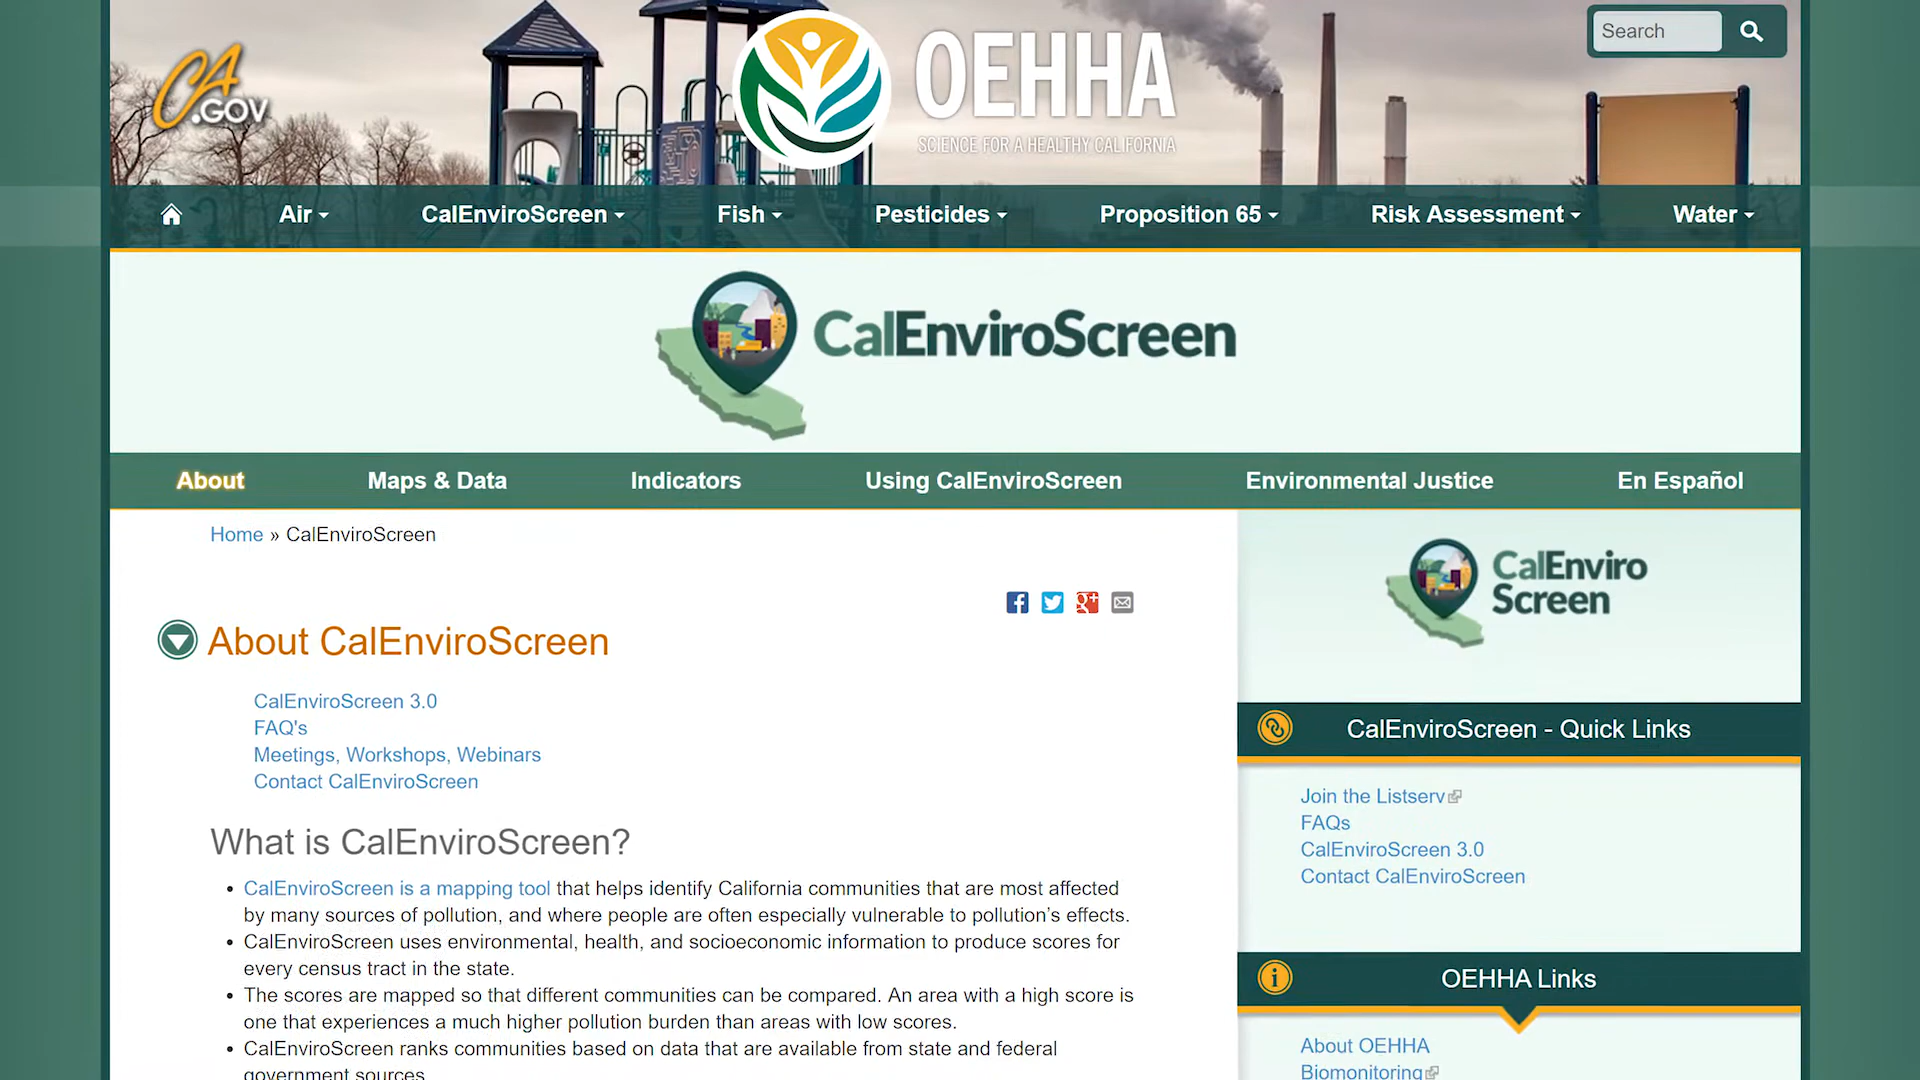 CA
.GOV
OEHHA
SCIENCE FOR A HEALTHY CALIFORNIA
Search
Air
CalEnviroScreen
Fish
Pesticides
Proposition 65
Risk Assessment
Water
CalEnviroScreen
About
Maps & Data
Indicators
Using CalEnviroScreen
Environmental Justice
En Español
Home » CalEnviroScreen
About CalEnviroScreen
CalEnviroScreen 3.0
FAQ's
Meetings, Workshops, Webinars
Contact CalEnviroScreen
What is CalEnviroScreen?
• CalEnviroScreen is a mapping tool that helps identify California communities that are most affected
by many sources of pollution, and where people are often especially vulnerable to pollution’s effects.
• CalEnviroScreen uses environmental, health, and socioeconomic information to produce scores for
every census tract in the state.
• The scores are mapped so that different communities can be compared. An area with a high score is
one that experiences a much higher pollution burden than areas with low scores.
• CalEnviroScreen ranks communities based on data that are available from state and federal
government sources.
CalEnviro
Screen
CalEnviroScreen - Quick Links
Join the Listserv
FAQs
CalEnviroScreen 3.0
Contact CalEnviroScreen
OEHHA Links
About OEHHA
Biomonitoring